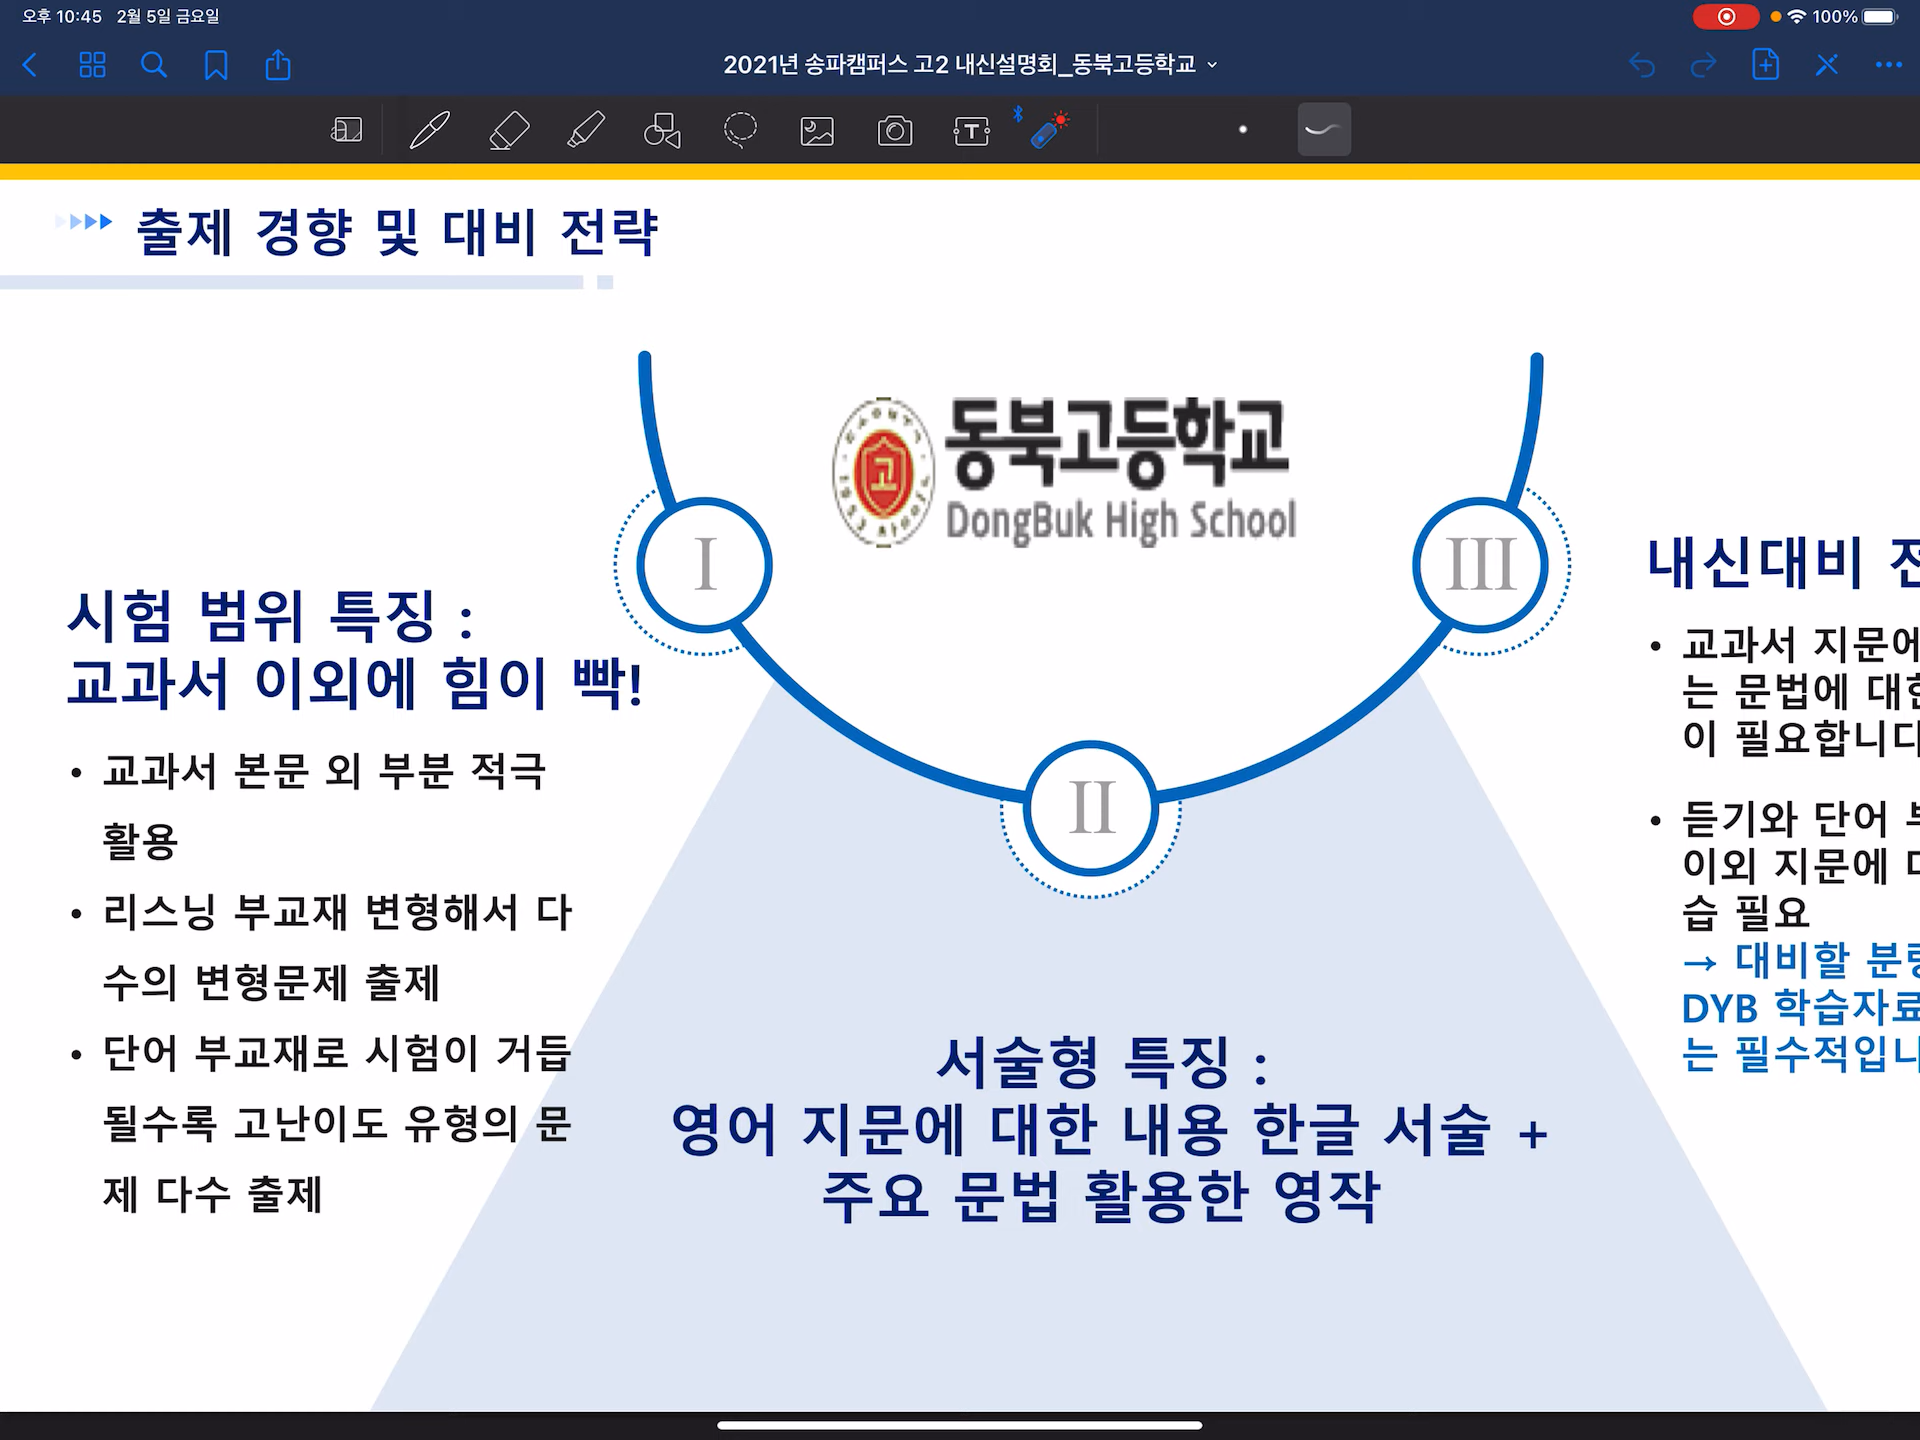 오후 10:45 2월 5일 금요일
100%
2021년 송파캠퍼스 고2 내신설명회_동북고등학교
출제 경향 및 대비 전략
고
동북고등학교
DongBuk High School
I
III
II
시험 범위 특징 :
교과서 이외에 힘이 빡!
• 교과서 본문 외 부분 적극
활용
• 리스닝 부교재 변형해서 다
수의 변형문제 출제
• 단어 부교재로 시험이 거듭
될수록 고난이도 유형의 문
제 다수 출제
서술형 특징 :
영어 지문에 대한 내용 한글 서술 +
주요 문법 활용한 영작
내신대비
• 교과서 지문에
는 문법에
이 필요합니다
• 듣기와 단어
이외 지문에
습 필요
→ 대비할
DYB 학습자료
는